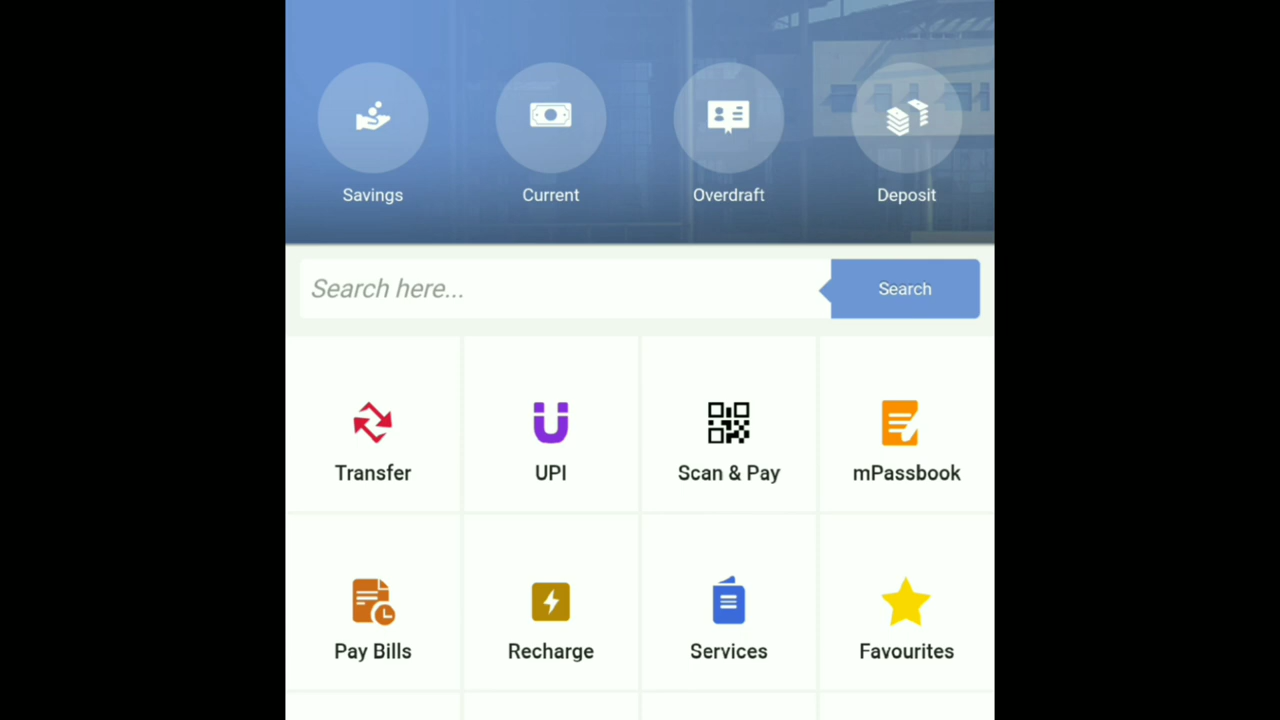 Savings Current Overdraft Deposit
Search here... Search
Transfer UPI Scan & Pay mPassbook
Pay Bills Recharge Services Favourites